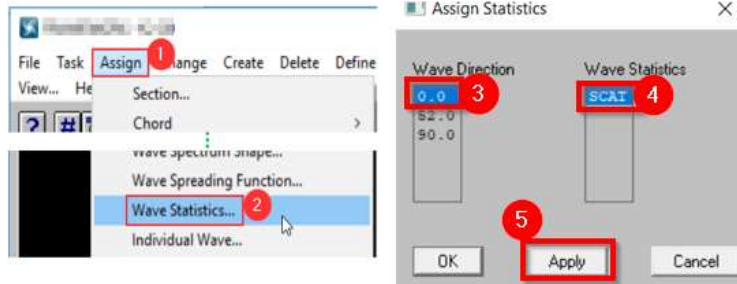 File Task Assign 1 ange Create Delete Define
View... He
Section...
? #
Chord >
Wave Spectrum Shape...
Wave Spreading Function...
Wave Statistics... 2
Individual Wave...
Assign Statistics ×
Wave Direction Wave Statistics
0.0 3 SCAT 4
52.0
90.0
5
OK Apply Cancel